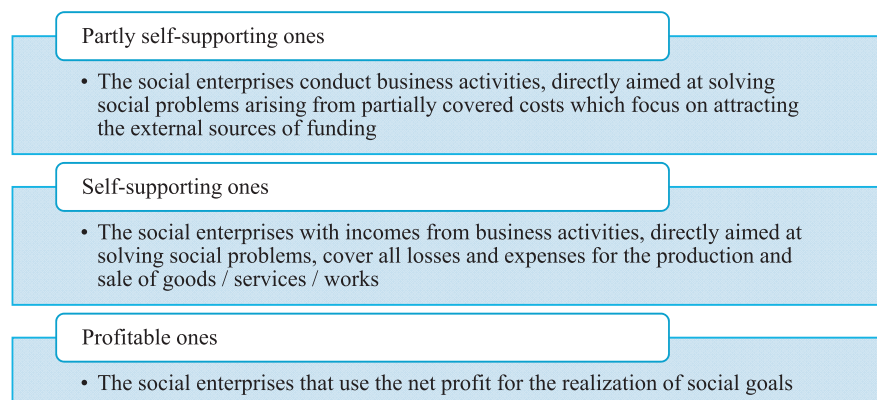 Partly self-supporting ones
• The social enterprises conduct business activities, directly aimed at solving
social problems arising from partially covered costs which focus on attracting
the external sources of funding
Self-supporting ones
• The social enterprises with incomes from business activities, directly aimed at
solving social problems, cover all losses and expenses for the production and
sale of goods / services / works
Profitable ones
• The social enterprises that use the net profit for the realization of social goals